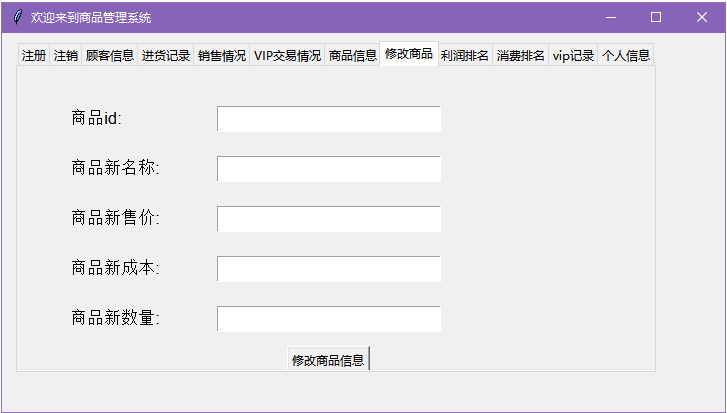 欢迎来到商品管理系统
注册 注销 顾客信息 进货记录 销售情况 VIP交易情况 商品信息 修改商品 利润排名 消费排名 vip记录 个人信息
商品id:
商品新名称:
商品新售价:
商品新成本:
商品新数量:
修改商品信息